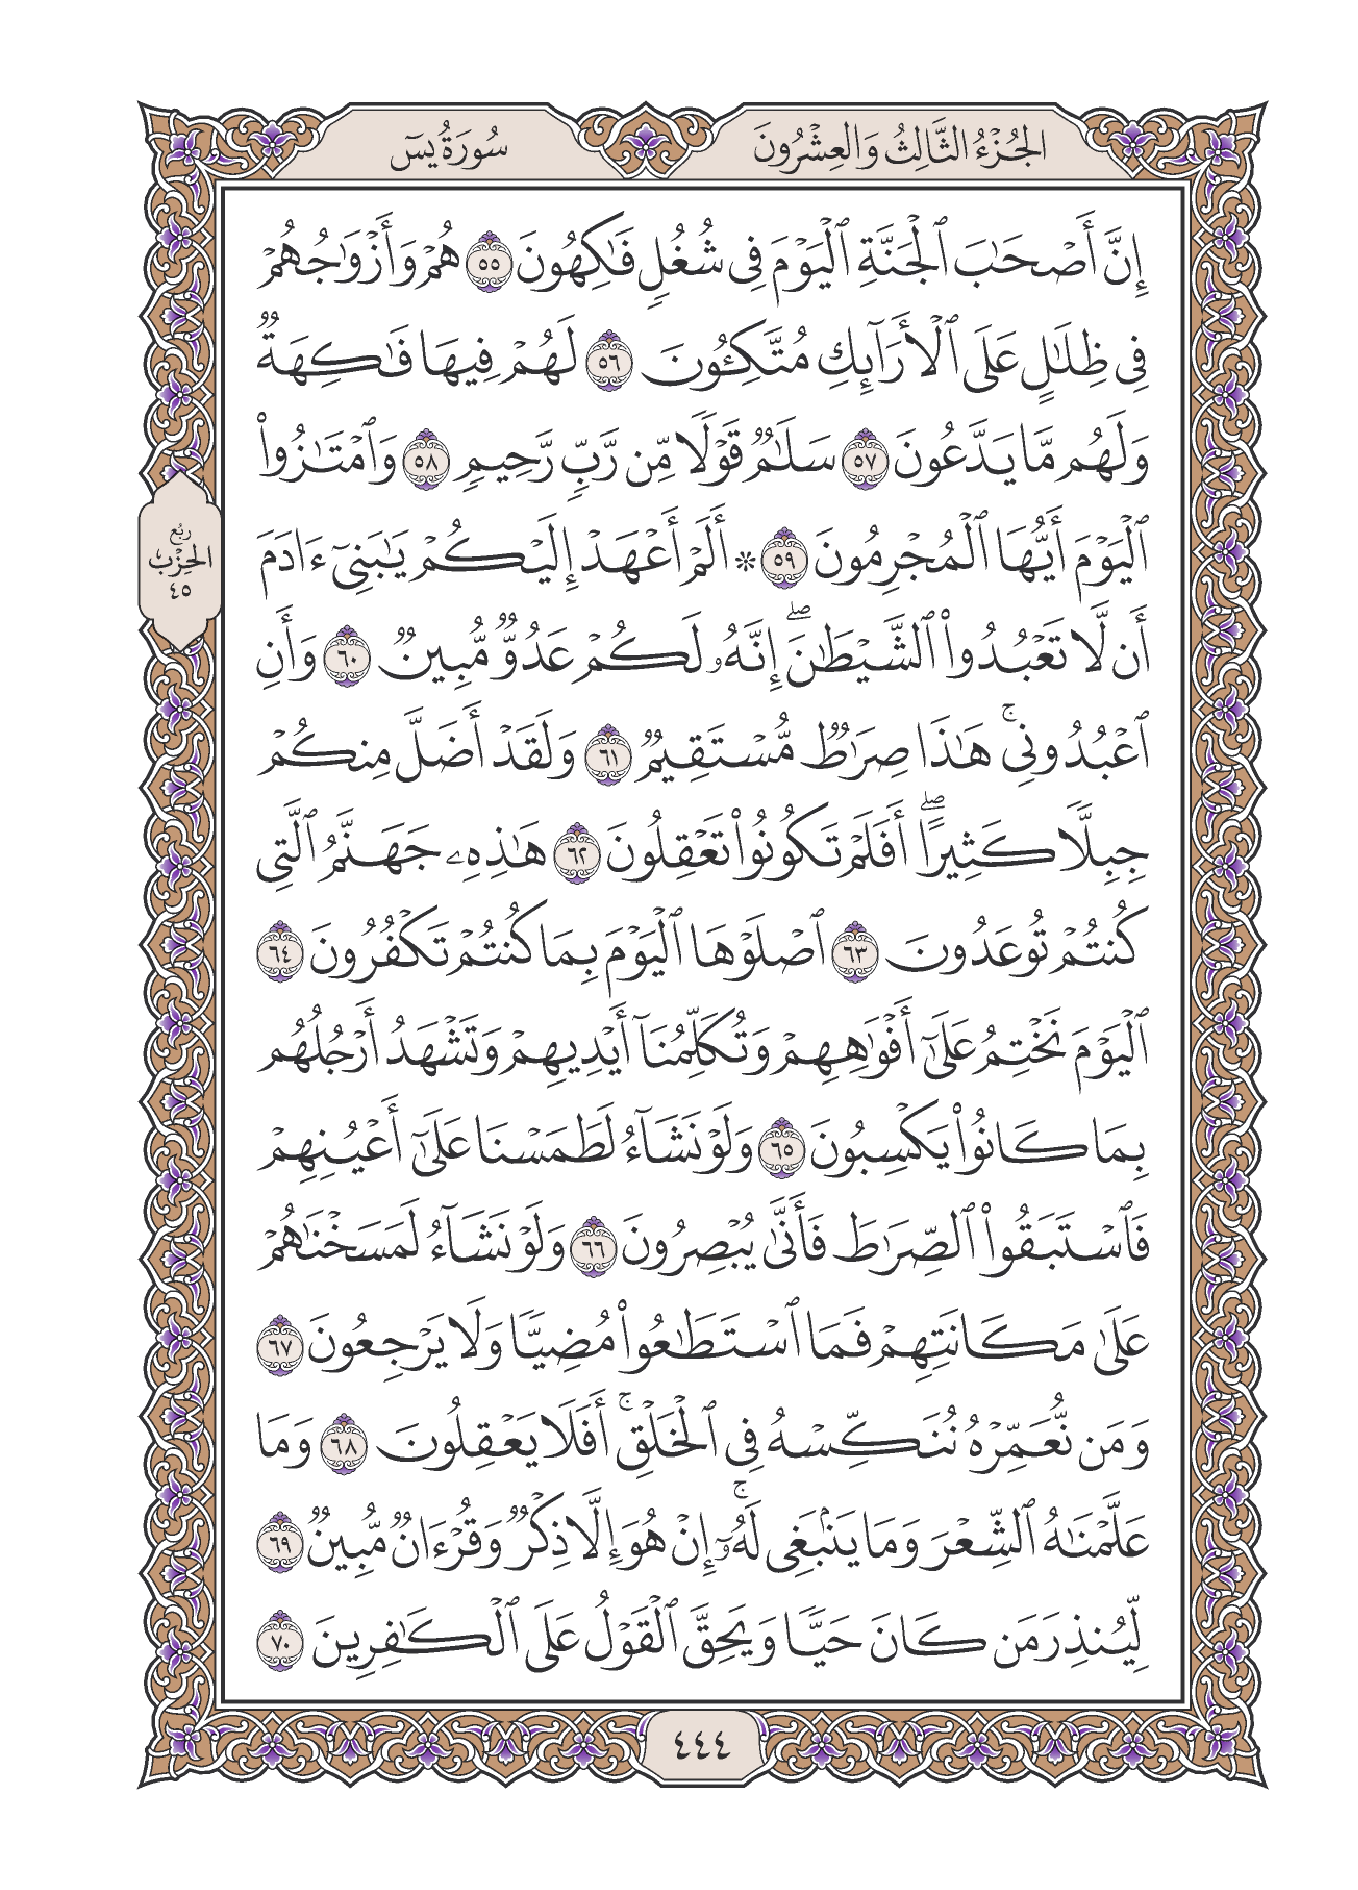 الجُزْءُ الثَّالِثُ وَالعِشْرُونَ
سُورَةُ يسٓ
إِنَّ أَصْحَٰبَ ٱلْجَنَّةِ ٱلْيَوْمَ فِى شُغُلٍ فَٰكِهُونَ ٥٥ هُمْ وَأَزْوَٰجُهُمْ
فِى ظِلَٰلٍ عَلَى ٱلْأَرَآئِكِ مُتَّكِـُٔونَ ٥٦ لَهُمْ فِيهَا فَٰكِهَةٌ
وَلَهُم مَّا يَدَّعُونَ ٥٧ سَلَٰمٌ قَوْلًا مِّن رَّبٍّ رَّحِيمٍ ٥٨ وَٱمْتَٰزُوا۟
ٱلْيَوْمَ أَيُّهَا ٱلْمُجْرِمُونَ ٥٩ * أَلَمْ أَعْهَدْ إِلَيْكُمْ يَٰبَنِىٓ ءَادَمَ
أَن لَّا تَعْبُدُوا۟ ٱلشَّيْطَٰنَ ۖ إِنَّهُۥ لَكُمْ عَدُوٌّ مُّبِينٌ ٦٠ وَأَنِ
ٱعْبُدُونِى ۚ هَٰذَا صِرَٰطٌ مُّسْتَقِيمٌ ٦١ وَلَقَدْ أَضَلَّ مِنكُمْ
جِبِلًّا كَثِيرًا ۖ أَفَلَمْ تَكُونُوا۟ تَعْقِلُونَ ٦٢ هَٰذِهِۦ جَهَنَّمُ ٱلَّتِى
كُنتُمْ تُوعَدُونَ ٦٣ ٱصْلَوْهَا ٱلْيَوْمَ بِمَا كُنتُمْ تَكْفُرُونَ ٦٤
ٱلْيَوْمَ نَخْتِمُ عَلَىٰٓ أَفْوَٰهِهِمْ وَتُكَلِّمُنَآ أَيْدِيهِمْ وَتَشْهَدُ أَرْجُلُهُم
بِمَا كَانُوا۟ يَكْسِبُونَ ٦٥ وَلَوْ نَشَآءُ لَطَمَسْنَا عَلَىٰٓ أَعْيُنِهِمْ
فَٱسْتَبَقُوا۟ ٱلصِّرَٰطَ فَأَنَّىٰ يُبْصِرُونَ ٦٦ وَلَوْ نَشَآءُ لَمَسَخْنَٰهُمْ
عَلَىٰ مَكَانَتِهِمْ فَمَا ٱسْتَطَٰعُوا۟ مُضِيًّا وَلَا يَرْجِعُونَ ٦٧
وَمَن نُّعَمِّرْهُ نُنَكِّسْهُ فِى ٱلْخَلْقِ ۚ أَفَلَا يَعْقِلُونَ ٦٨ وَمَا
عَلَّمْنَٰهُ ٱلشِّعْرَ وَمَا يَنۢبَغِى لَهُۥٓ ۚ إِنْ هُوَ إِلَّا ذِكْرٌ وَقُرْءَانٌ مُّبِينٌ ٦٩
لِّيُنذِرَ مَن كَانَ حَيًّا وَيَحِقَّ ٱلْقَوْلُ عَلَى ٱلْكَٰفِرِينَ ٧٠
رُبْع
الحِزْب
٤٥
٤٤٤